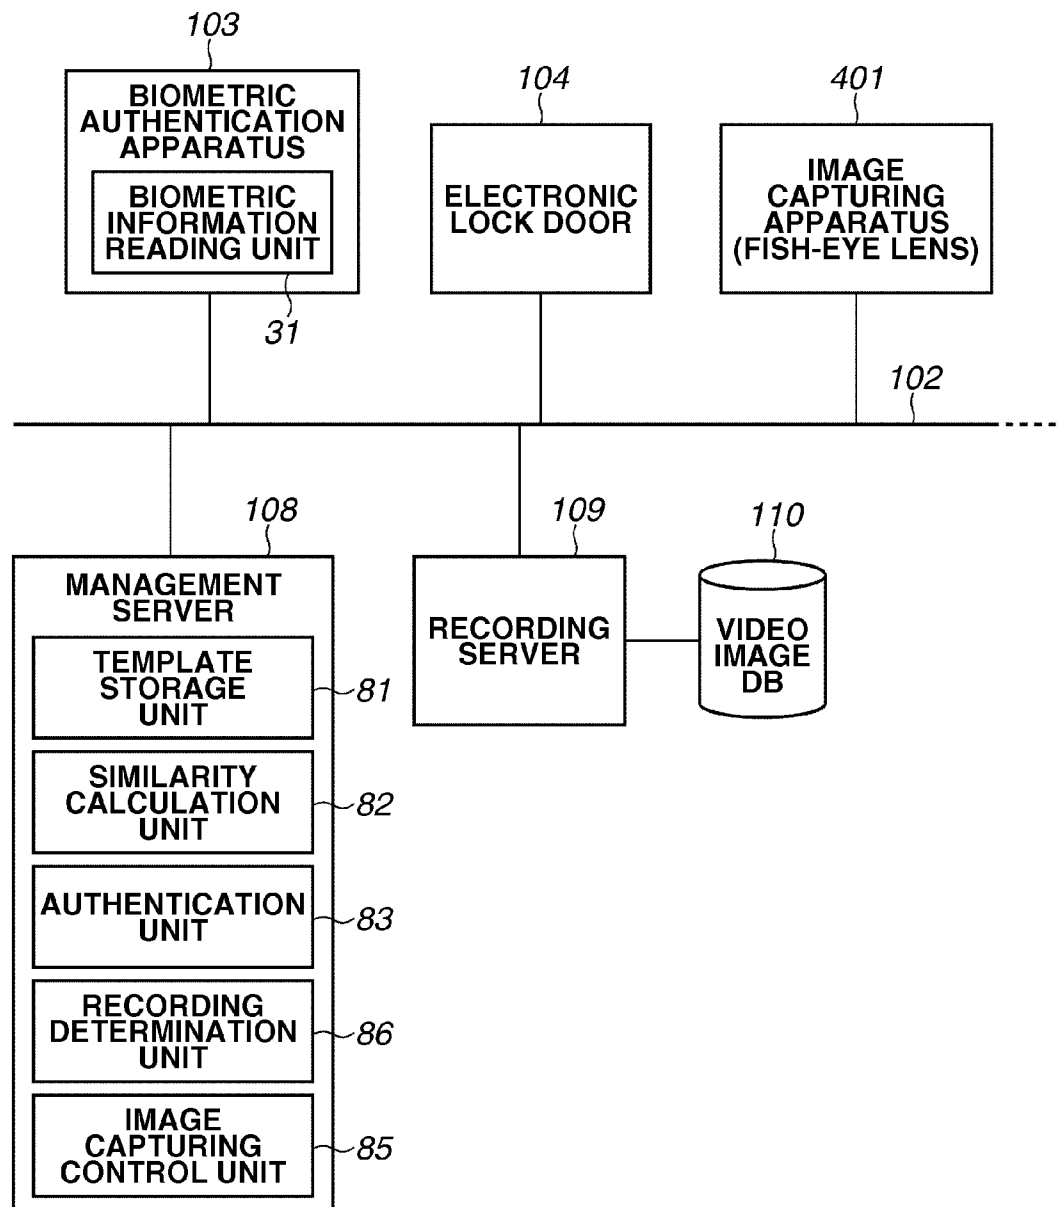 103
BIOMETRIC
AUTHENTICATION
APPARATUS
BIOMETRIC
INFORMATION
READING UNIT
31
104
ELECTRONIC
LOCK DOOR
401
IMAGE
CAPTURING
APPARATUS
(FISH-EYE LENS)
102
108
MANAGEMENT
SERVER
TEMPLATE
STORAGE
UNIT
81
SIMILARITY
CALCULATION
UNIT
82
AUTHENTICATION
UNIT
83
RECORDING
DETERMINATION
UNIT
86
IMAGE
CAPTURING
CONTROL UNIT
85
109
RECORDING
SERVER
110
VIDEO
IMAGE
DB